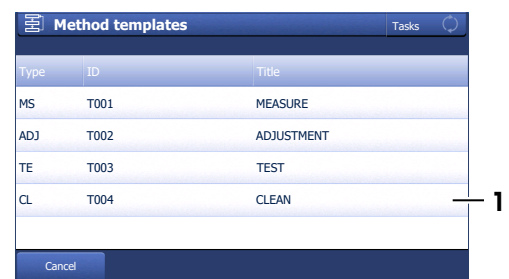 Method templates Tasks
Type ID Title
MS T001 MEASURE
ADJ T002 ADJUSTMENT
TE T003 TEST
CL T004 CLEAN
1
Cancel